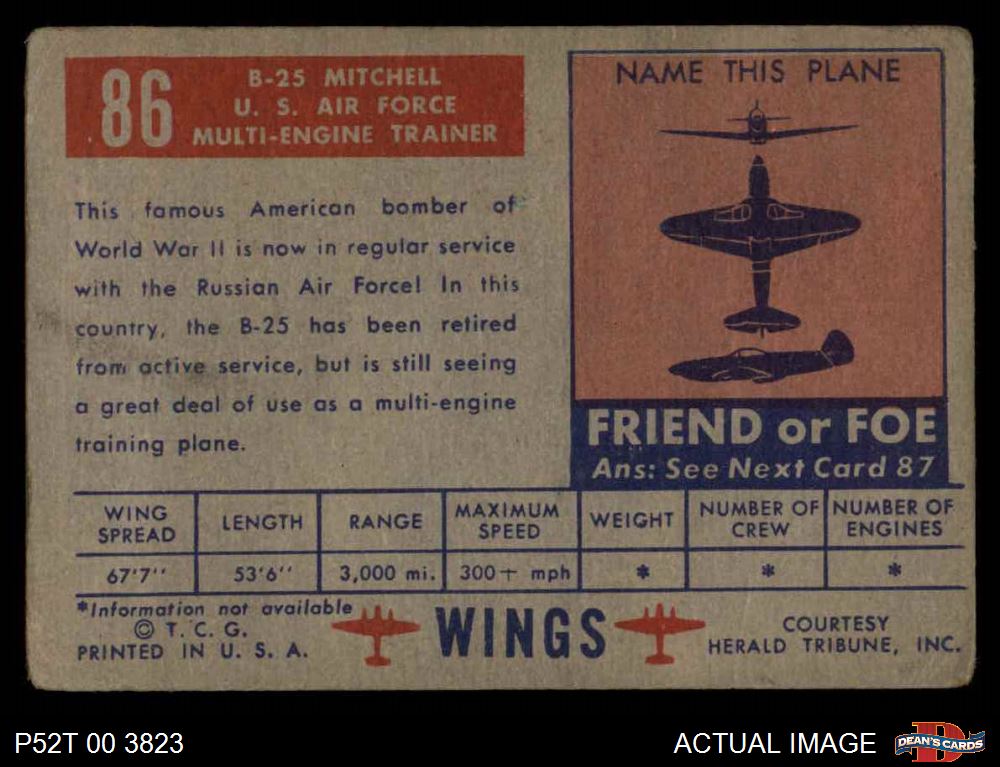 86
B-25 MITCHELL
U. S. AIR FORCE
MULTI-ENGINE TRAINER
This famous American bomber of
World War II is now in regular service
with the Russian Air Force! In this
country, the B-25 has been retired
from active service, but is still seeing
a great deal of use as a multi-engine
training plane.
NAME THIS PLANE
FRIEND or FOE
Ans: See Next Card 87
WING SPREAD
LENGTH
RANGE
MAXIMUM SPEED
WEIGHT
NUMBER OF CREW
NUMBER OF ENGINES
67'7''
53'6''
3,000 mi.
300+ mph
*
*
*
*Information not available
© T. C. G.
PRINTED IN U. S. A.
WINGS
COURTESY
HERALD TRIBUNE, INC.
P52T 00 3823
ACTUAL IMAGE
D
DEAN'S CARDS